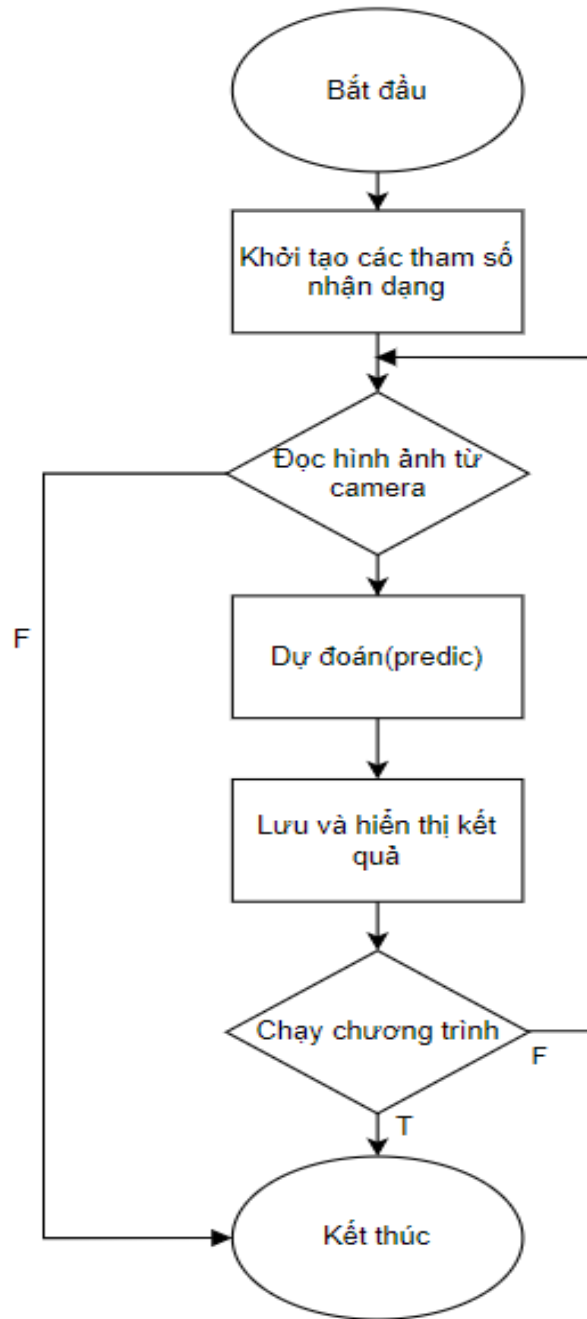 Bắt đầu
Khởi tạo các tham số
nhận dạng
Đọc hình ảnh từ
camera
F
Dự đoán(predic)
Lưu và hiển thị kết
quả
Chạy chương trình
F
T
Kết thúc